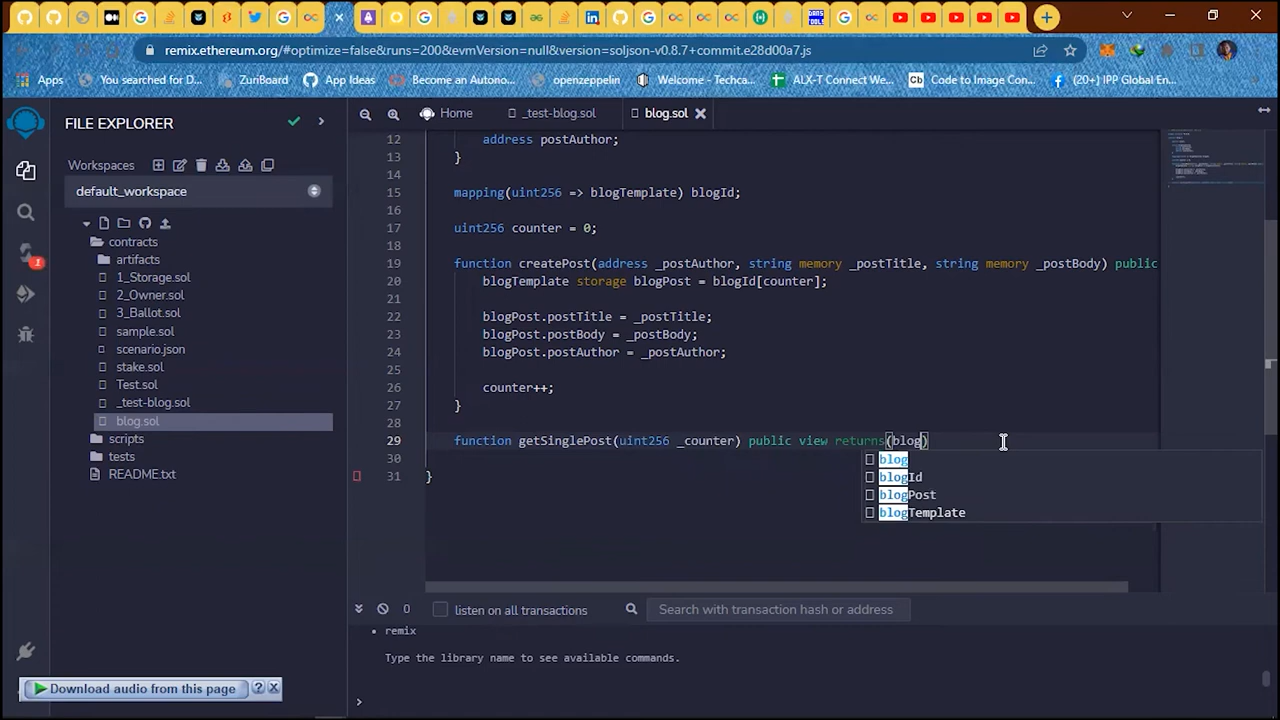 remix.ethereum.org/#optimize=false&runs=200&evmVersion=null&version=soljson-v0.8.7+commit.e28d00a7.js
Apps You searched for D... ZuriBoard App Ideas Become an Autono... openzeppelin Welcome - Techca... ALX-T Connect We... Cb Code to Image Con... (20+) IPP Global En...
FILE EXPLORER
Home _test-blog.sol blog.sol
Workspaces
default_workspace
contracts
artifacts
1_Storage.sol
2_Owner.sol
3_Ballot.sol
sample.sol
scenario.json
stake.sol
Test.sol
_test-blog.sol
blog.sol
scripts
tests
README.txt
1
12 address postAuthor;
13 }
14
15 mapping(uint256 => blogTemplate) blogId;
16
17 uint256 counter = 0;
18
19 function createPost(address _postAuthor, string memory _postTitle, string memory _postBody) public
20 blogTemplate storage blogPost = blogId[counter];
21
22 blogPost.postTitle = _postTitle;
23 blogPost.postBody = _postBody;
24 blogPost.postAuthor = _postAuthor;
25
26 counter++;
27 }
28
29 function getSinglePost(uint256 _counter) public view returns(blog)
30
31 }
blog
blogId
blogPost
blogTemplate
0 listen on all transactions Search with transaction hash or address
• remix
Type the library name to see available commands.
>
Download audio from this page ? X